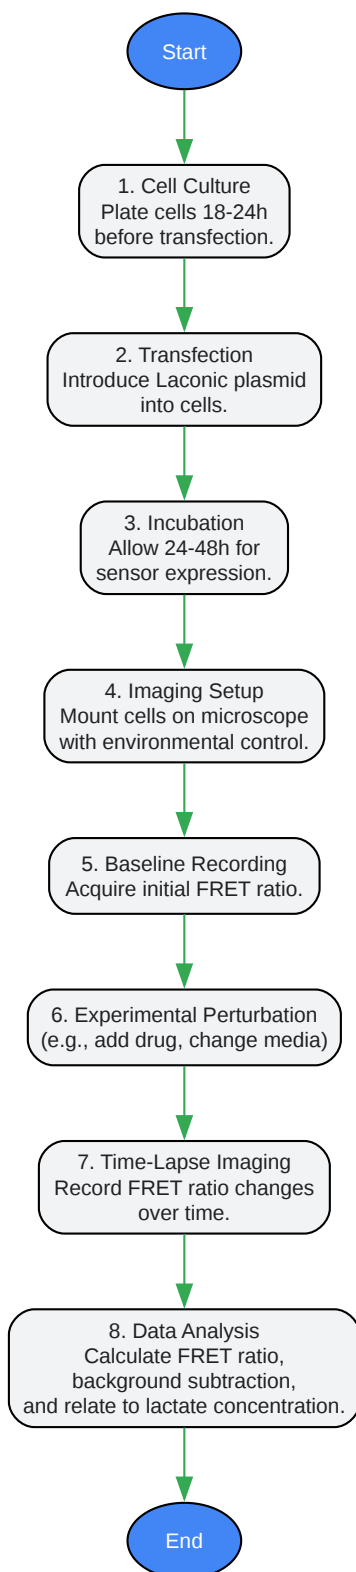 Start
1. Cell Culture
Plate cells 18-24h
before transfection.
2. Transfection
Introduce Laconic plasmid
into cells.
3. Incubation
Allow 24-48h for
sensor expression.
4. Imaging Setup
Mount cells on microscope
with environmental control.
5. Baseline Recording
Acquire initial FRET ratio.
6. Experimental Perturbation
(e.g., add drug, change media)
7. Time-Lapse Imaging
Record FRET ratio changes
over time.
8. Data Analysis
Calculate FRET ratio,
background subtraction,
and relate to lactate concentration.
End